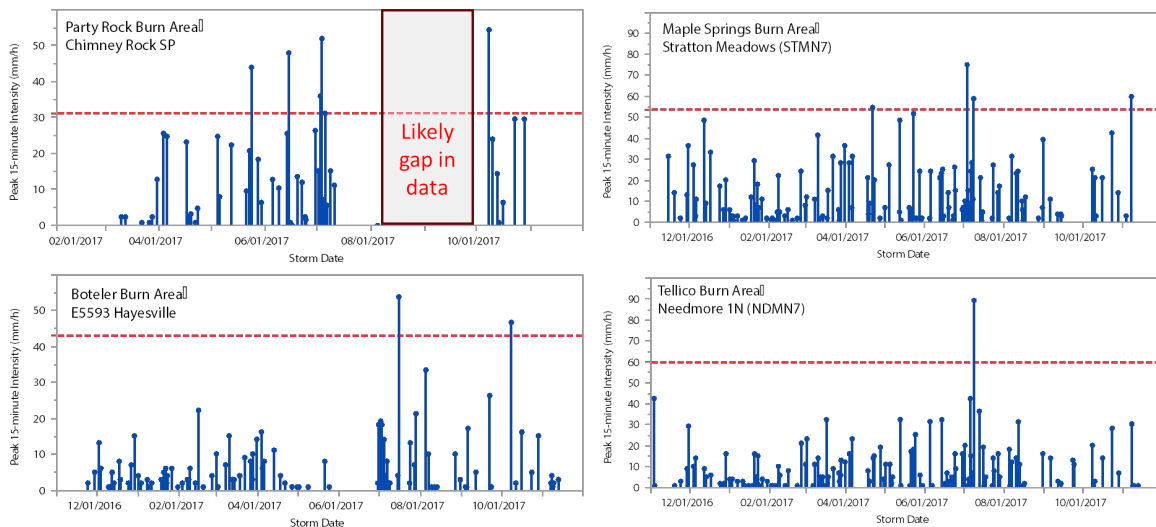 Party Rock Burn Area
Chimney Rock SP
Peak 15-minute Intensity (mm/h)
50
40
30
20
10
0
Likely
gap in
data
02/01/2017 04/01/2017 06/01/2017 08/01/2017 10/01/2017
Storm Date
Maple Springs Burn Area
Stratton Meadows (STMN7)
Peak 15-minute Intensity (mm/h)
90
80
70
60
50
40
30
20
10
0
12/01/2016 02/01/2017 04/01/2017 06/01/2017 08/01/2017 10/01/2017
Storm Date
Boteler Burn Area
E5593 Hayesville
Peak 15-minute Intensity (mm/h)
50
40
30
20
10
0
12/01/2016 02/01/2017 04/01/2017 06/01/2017 08/01/2017 10/01/2017
Storm Date
Tellico Burn Area
Needmore 1N (NDMN7)
Peak 15-minute Intensity (mm/h)
90
80
70
60
50
40
30
20
10
0
12/01/2016 02/01/2017 04/01/2017 06/01/2017 08/01/2017 10/01/2017
Storm Date